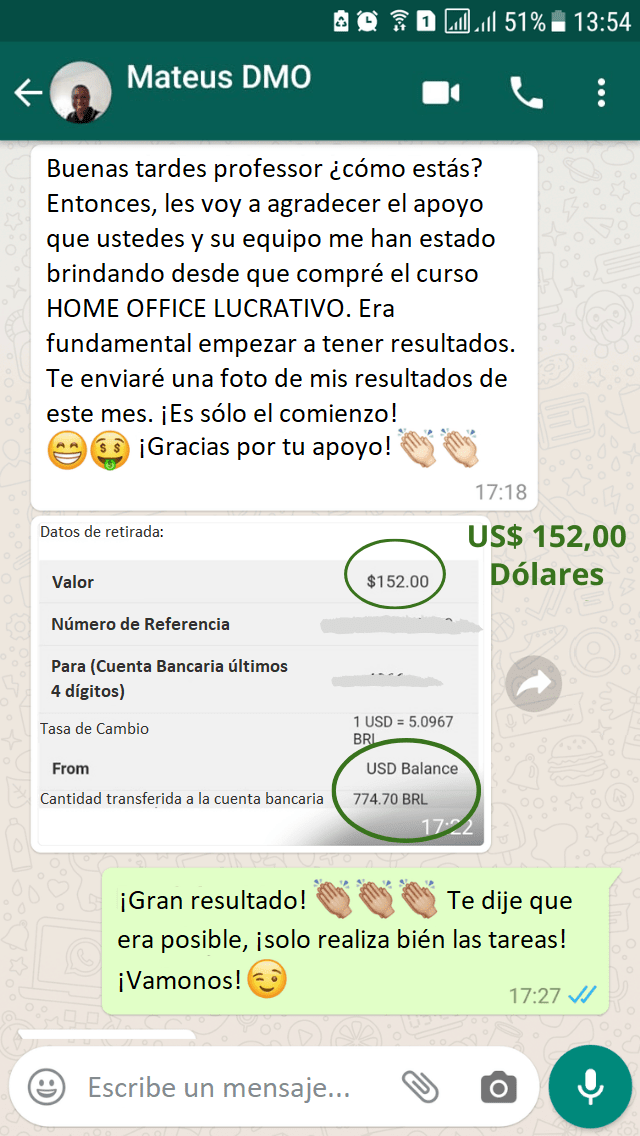 51% 13:54
Mateus DMO
Buenas tardes professor ¿cómo estás?
Entonces, les voy a agradecer el apoyo
que ustedes y su equipo me han estado
brindando desde que compré el curso
HOME OFFICE LUCRATIVO. Era
fundamental empezar a tener resultados.
Te enviaré una foto de mis resultados de
este mes. ¡Es sólo el comienzo!
¡Gracias por tu apoyo!
17:18
US$ 152,00
Dólares
Datos de retirada:
Valor $152.00
Número de Referencia
Para (Cuenta Bancaria últimos
4 dígitos)
Tasa de Cambio 1 USD = 5.0967
BRL
From USD Balance
Cantidad transferida a la cuenta bancaria 774.70 BRL
17:22
¡Gran resultado! Te dije que
era posible, ¡solo realiza bién las tareas!
¡Vamonos!
17:27
Escribe un mensaje...